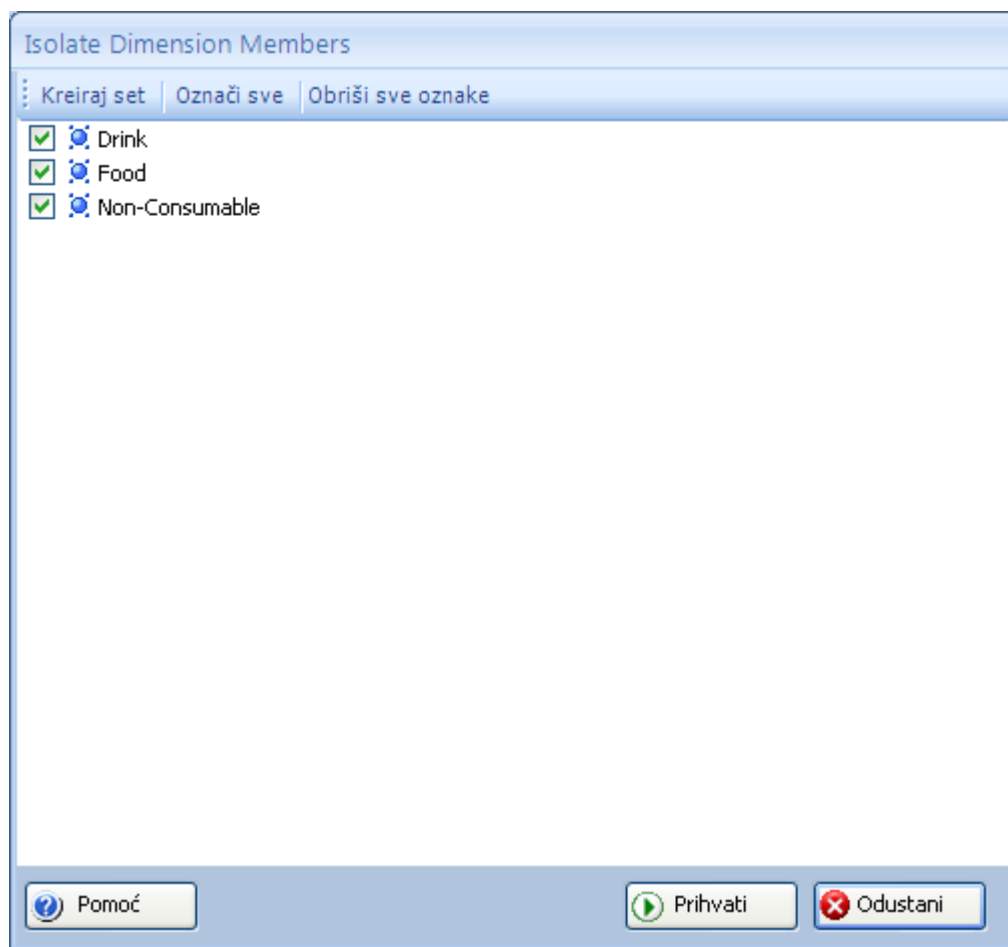 Isolate Dimension Members
Kreiraj set Označi sve Obriši sve oznake
Drink
Food
Non-Consumable
Pomoć Prihvati Odustani